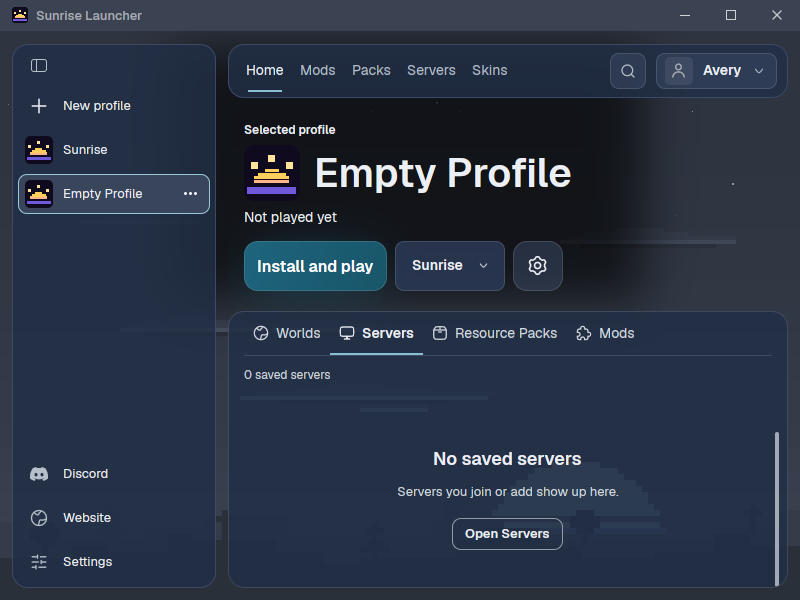 Sunrise Launcher
New profile
Sunrise
Empty Profile
Discord
Website
Settings
Home Mods Packs Servers Skins
Avery
Selected profile
Empty Profile
Not played yet
Install and play
Sunrise
Worlds Servers Resource Packs Mods
0 saved servers
No saved servers
Servers you join or add show up here.
Open Servers